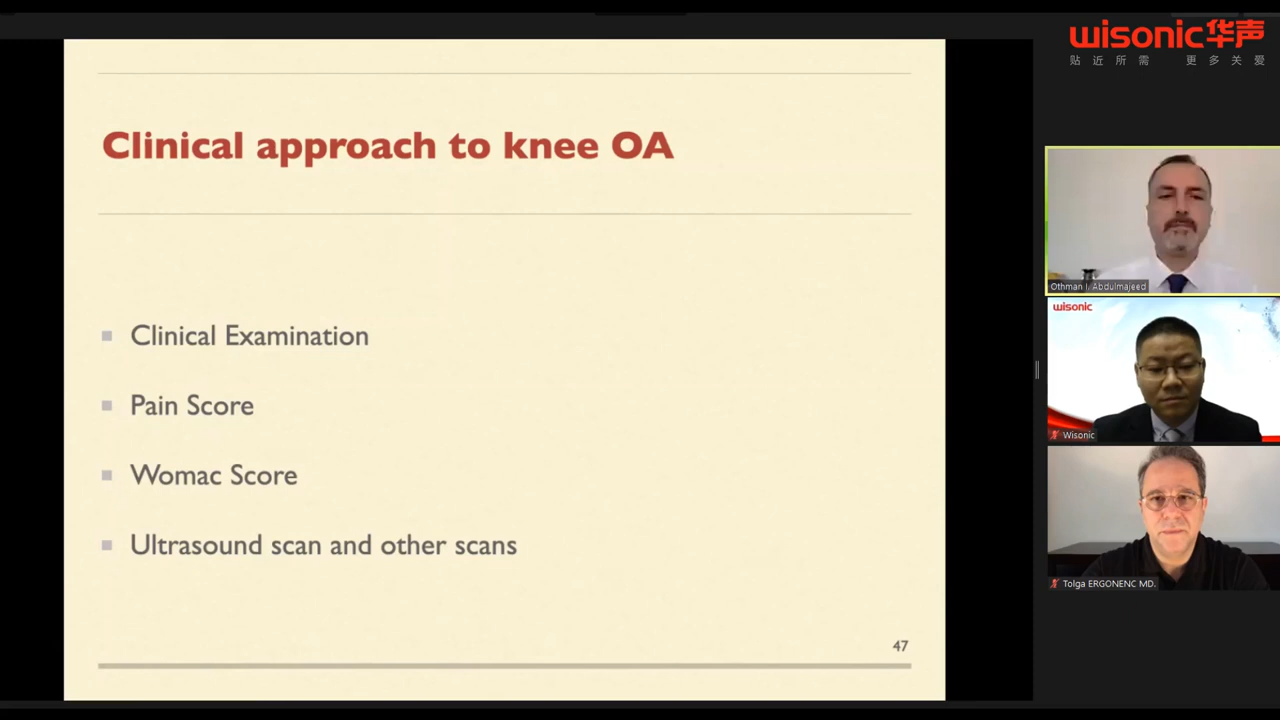 wisonic华声
贴近所需 更多关爱
Clinical approach to knee OA
Clinical Examination
Pain Score
Womac Score
Ultrasound scan and other scans
47
Othman I. Abdulmajeed
wisonic
Wisonic
Tolga ERGONENC MD.